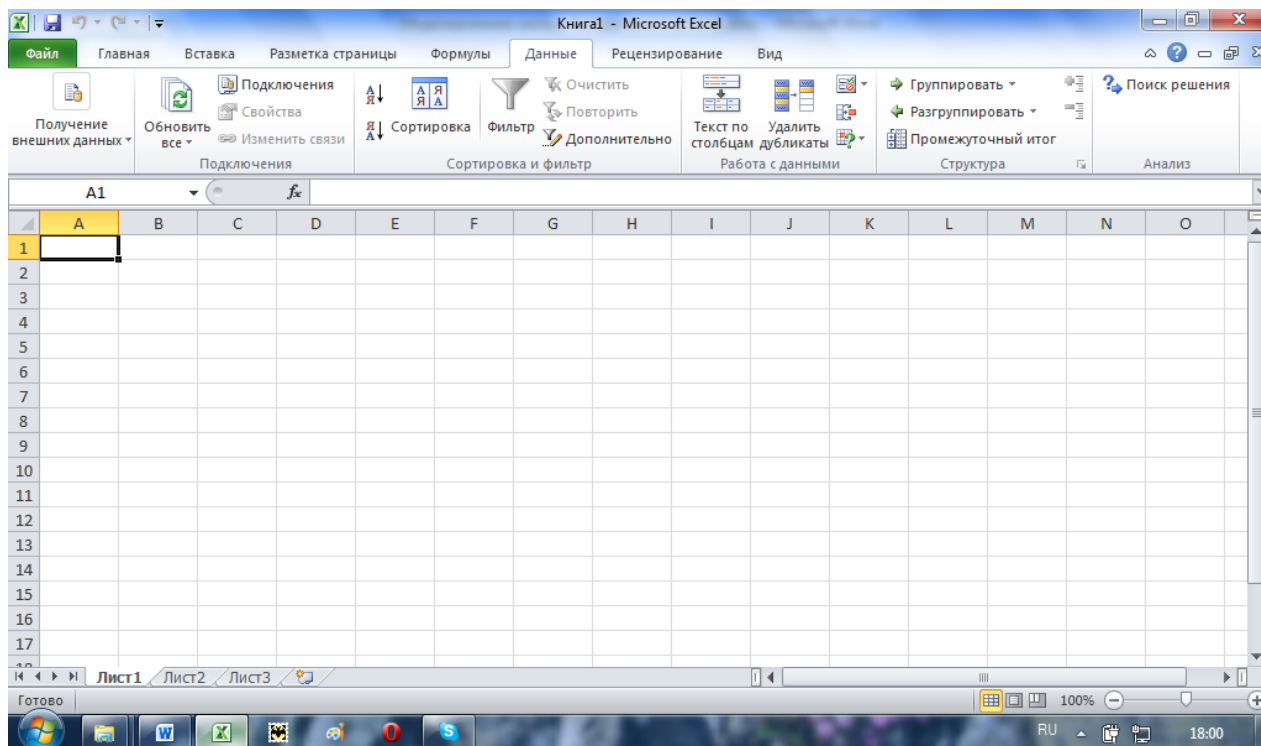 Книга1 - Microsoft Excel
Файл Главная Вставка Разметка страницы Формулы Данные Рецензирование Вид
Получение внешних данных
Обновить все
Подключения
Свойства
Изменить связи
Подключения
А Я
Я А
Сортировка
Фильтр
Очистить
Повторить
Дополнительно
Сортировка и фильтр
Текст по столбцам
Удалить дубликаты
Работа с данными
Группировать
Разгруппировать
Промежуточный итог
Структура
Поиск решения
Анализ
A1 fx
A B C D E F G H I J K L M N O
1
2
3
4
5
6
7
8
9
10
11
12
13
14
15
16
17
Лист1 Лист2 Лист3
Готово 100%
RU 18:00